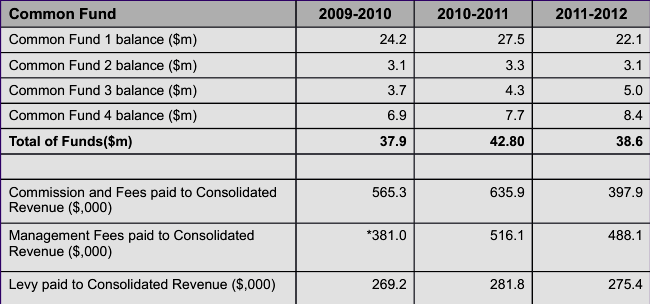 Common Fund 2009-2010 2010-2011 2011-2012
Common Fund 1 balance ($m) 24.2 27.5 22.1
Common Fund 2 balance ($m) 3.1 3.3 3.1
Common Fund 3 balance ($m) 3.7 4.3 5.0
Common Fund 4 balance ($m) 6.9 7.7 8.4
Total of Funds($m) 37.9 42.80 38.6
Commission and Fees paid to Consolidated 565.3 635.9 397.9
Revenue ($,000)
Management Fees paid to Consolidated *381.0 516.1 488.1
Revenue ($,000)
Levy paid to Consolidated Revenue ($,000) 269.2 281.8 275.4